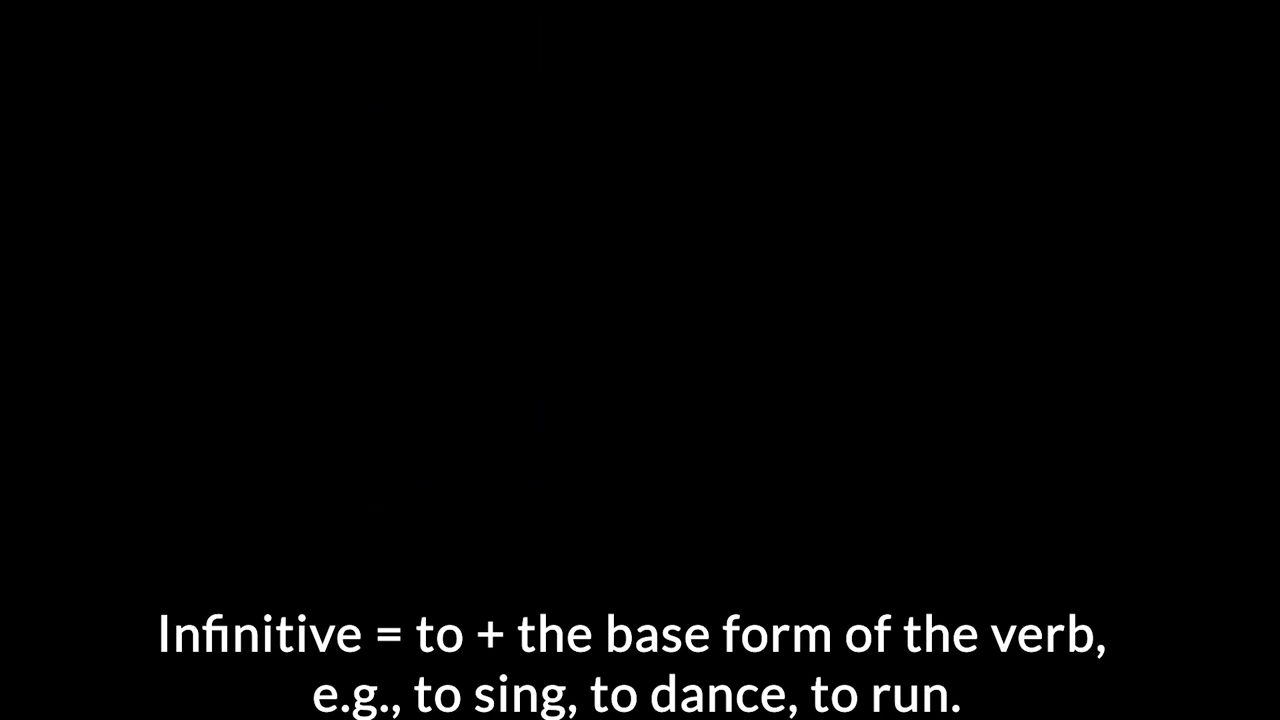 Infinitive = to + the base form of the verb,
e.g., to sing, to dance, to run.